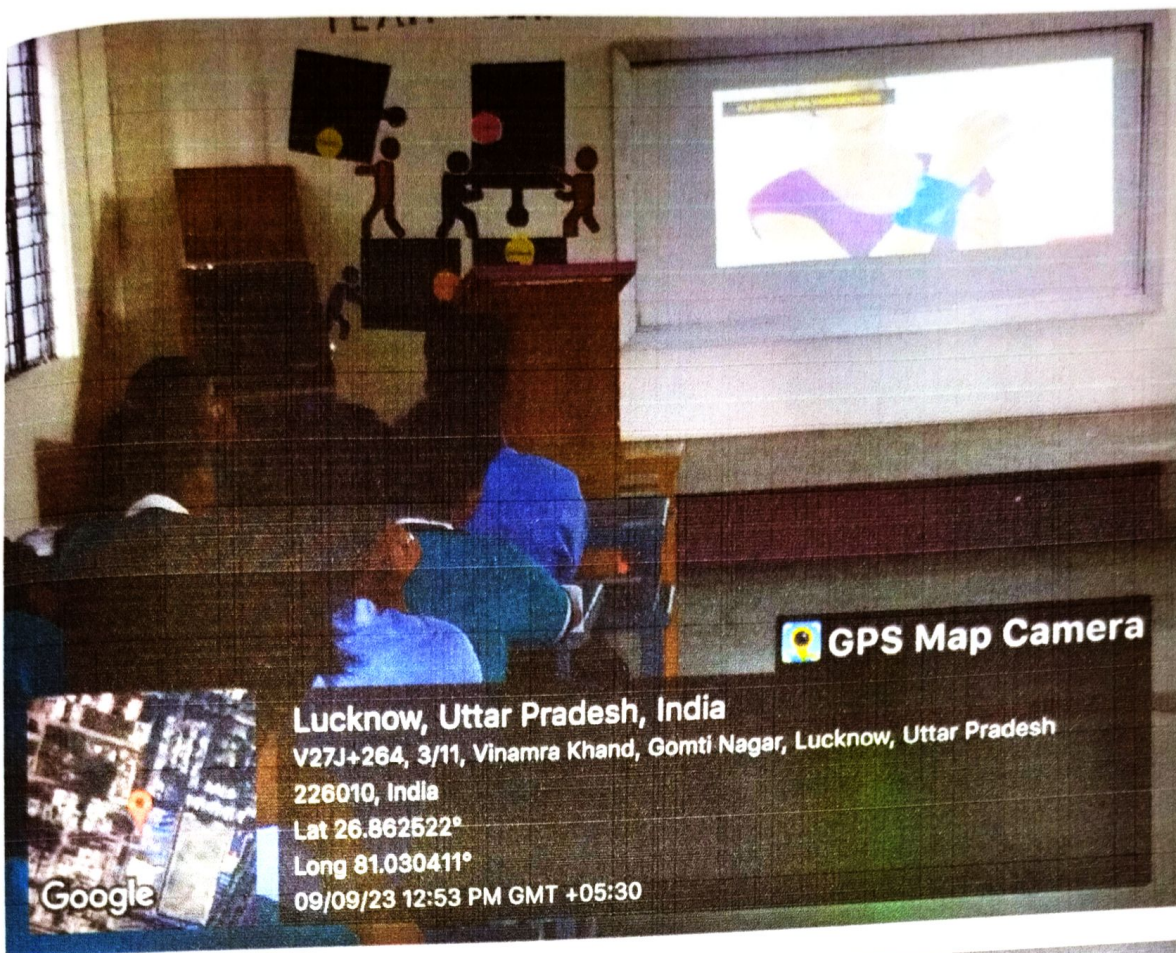 GPS Map Camera
Lucknow, Uttar Pradesh, India
V27J+264, 3/11, Vinamra Khand, Gomti Nagar, Lucknow, Uttar Pradesh
226010, India
Lat 26.862522°
Long 81.030411°
09/09/23 12:53 PM GMT +05:30
Google